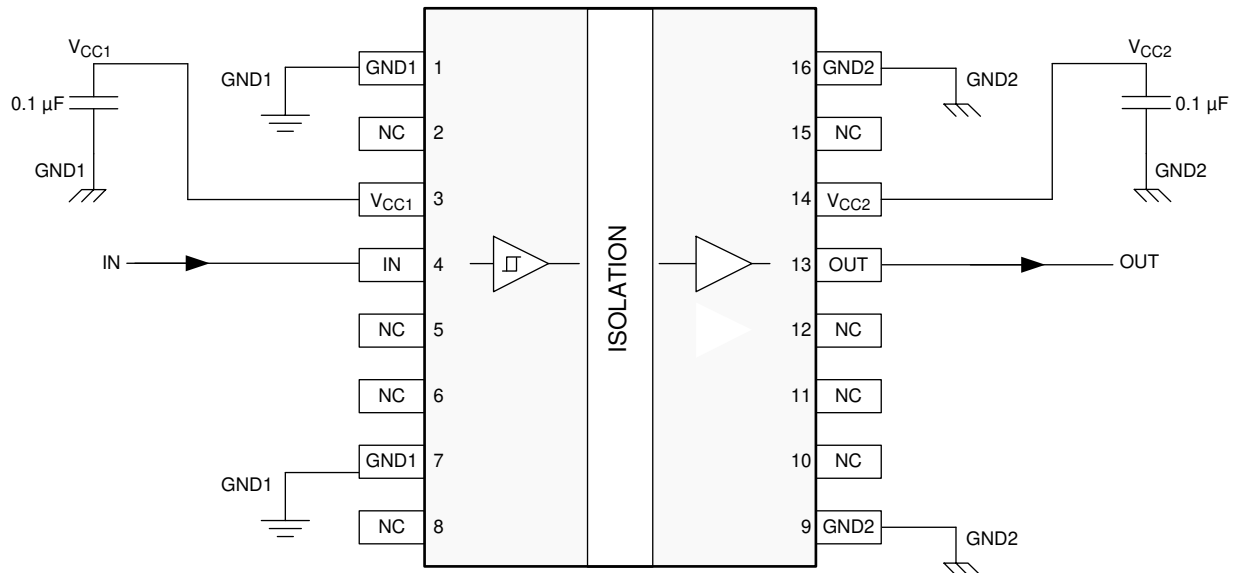 VCC1
0.1 µF
GND1
GND1
GND1 1
NC 2
VCC1 3
IN
IN 4
NC 5
NC 6
GND1
GND1 7
NC 8
ISOLATION
16 GND2
GND2
15 NC
14 VCC2
VCC2
0.1 µF
GND2
13 OUT
OUT
12 NC
11 NC
10 NC
9 GND2
GND2